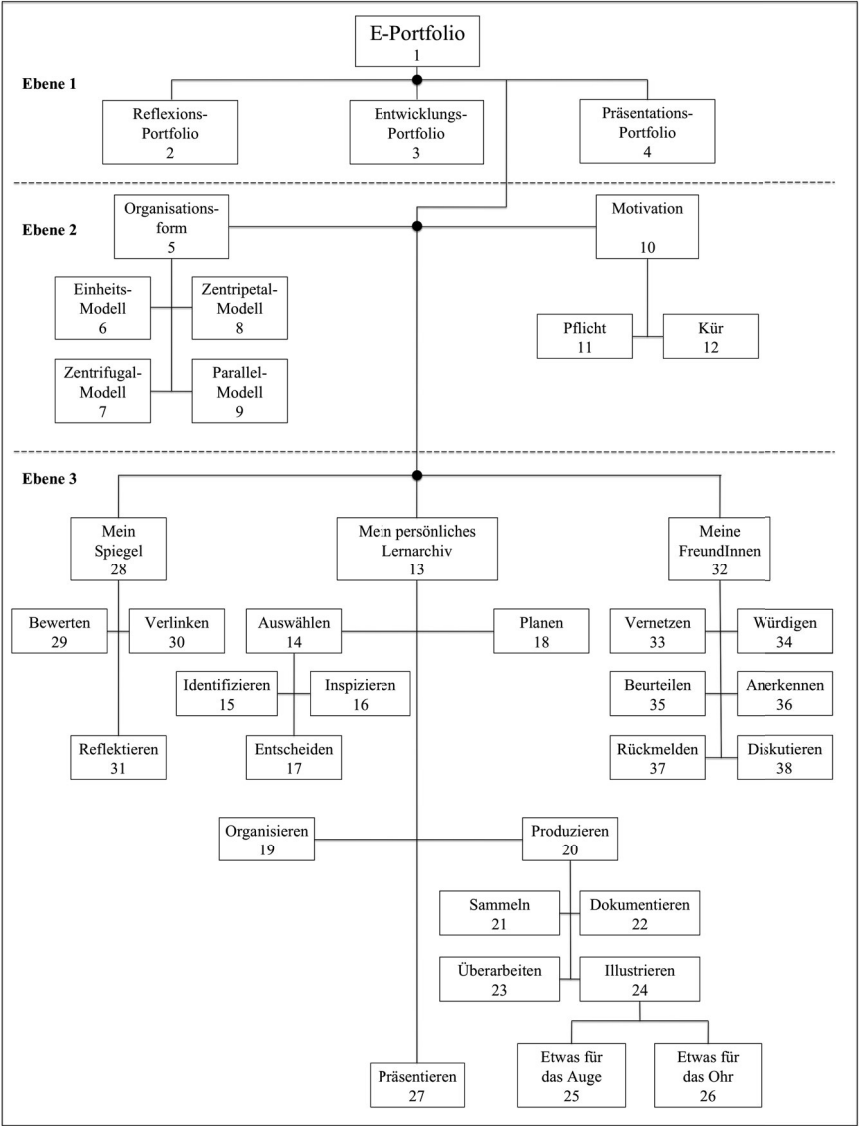 E-Portfolio
1
Ebene 1
Reflexions-
Portfolio
2
Entwicklungs-
Portfolio
3
Präsentations-
Portfolio
4
Ebene 2
Organisations-
form
5
Motivation
10
Einheits-
Modell
6
Zentripetal-
Modell
8
Pflicht
11
Kür
12
Zentrifugal-
Modell
7
Parallel-
Modell
9
Ebene 3
Mein
Spiegel
28
Mein persönliches
Lernarchiv
13
Meine
FreundInnen
32
Bewerten
29
Verlinken
30
Auswählen
14
Planen
18
Vernetzen
33
Würdigen
34
Identifizieren
15
Inspizieren
16
Beurteilen
35
Anerkennen
36
Reflektieren
31
Entscheiden
17
Rückmelden
37
Diskutieren
38
Organisieren
19
Produzieren
20
Sammeln
21
Dokumentieren
22
Überarbeiten
23
Illustrieren
24
Präsentieren
27
Etwas für
das Auge
25
Etwas für
das Ohr
26